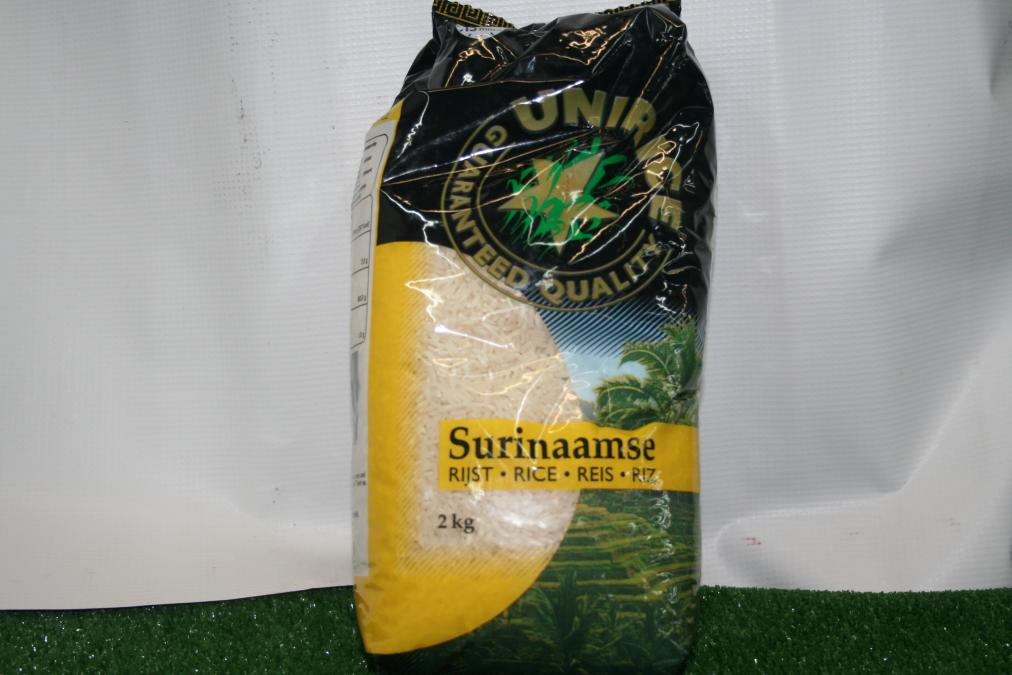 UNIRICE
GUARANTEED QUALITY
Surinaamse
RIJST • RICE • REIS • RIZ
2 kg